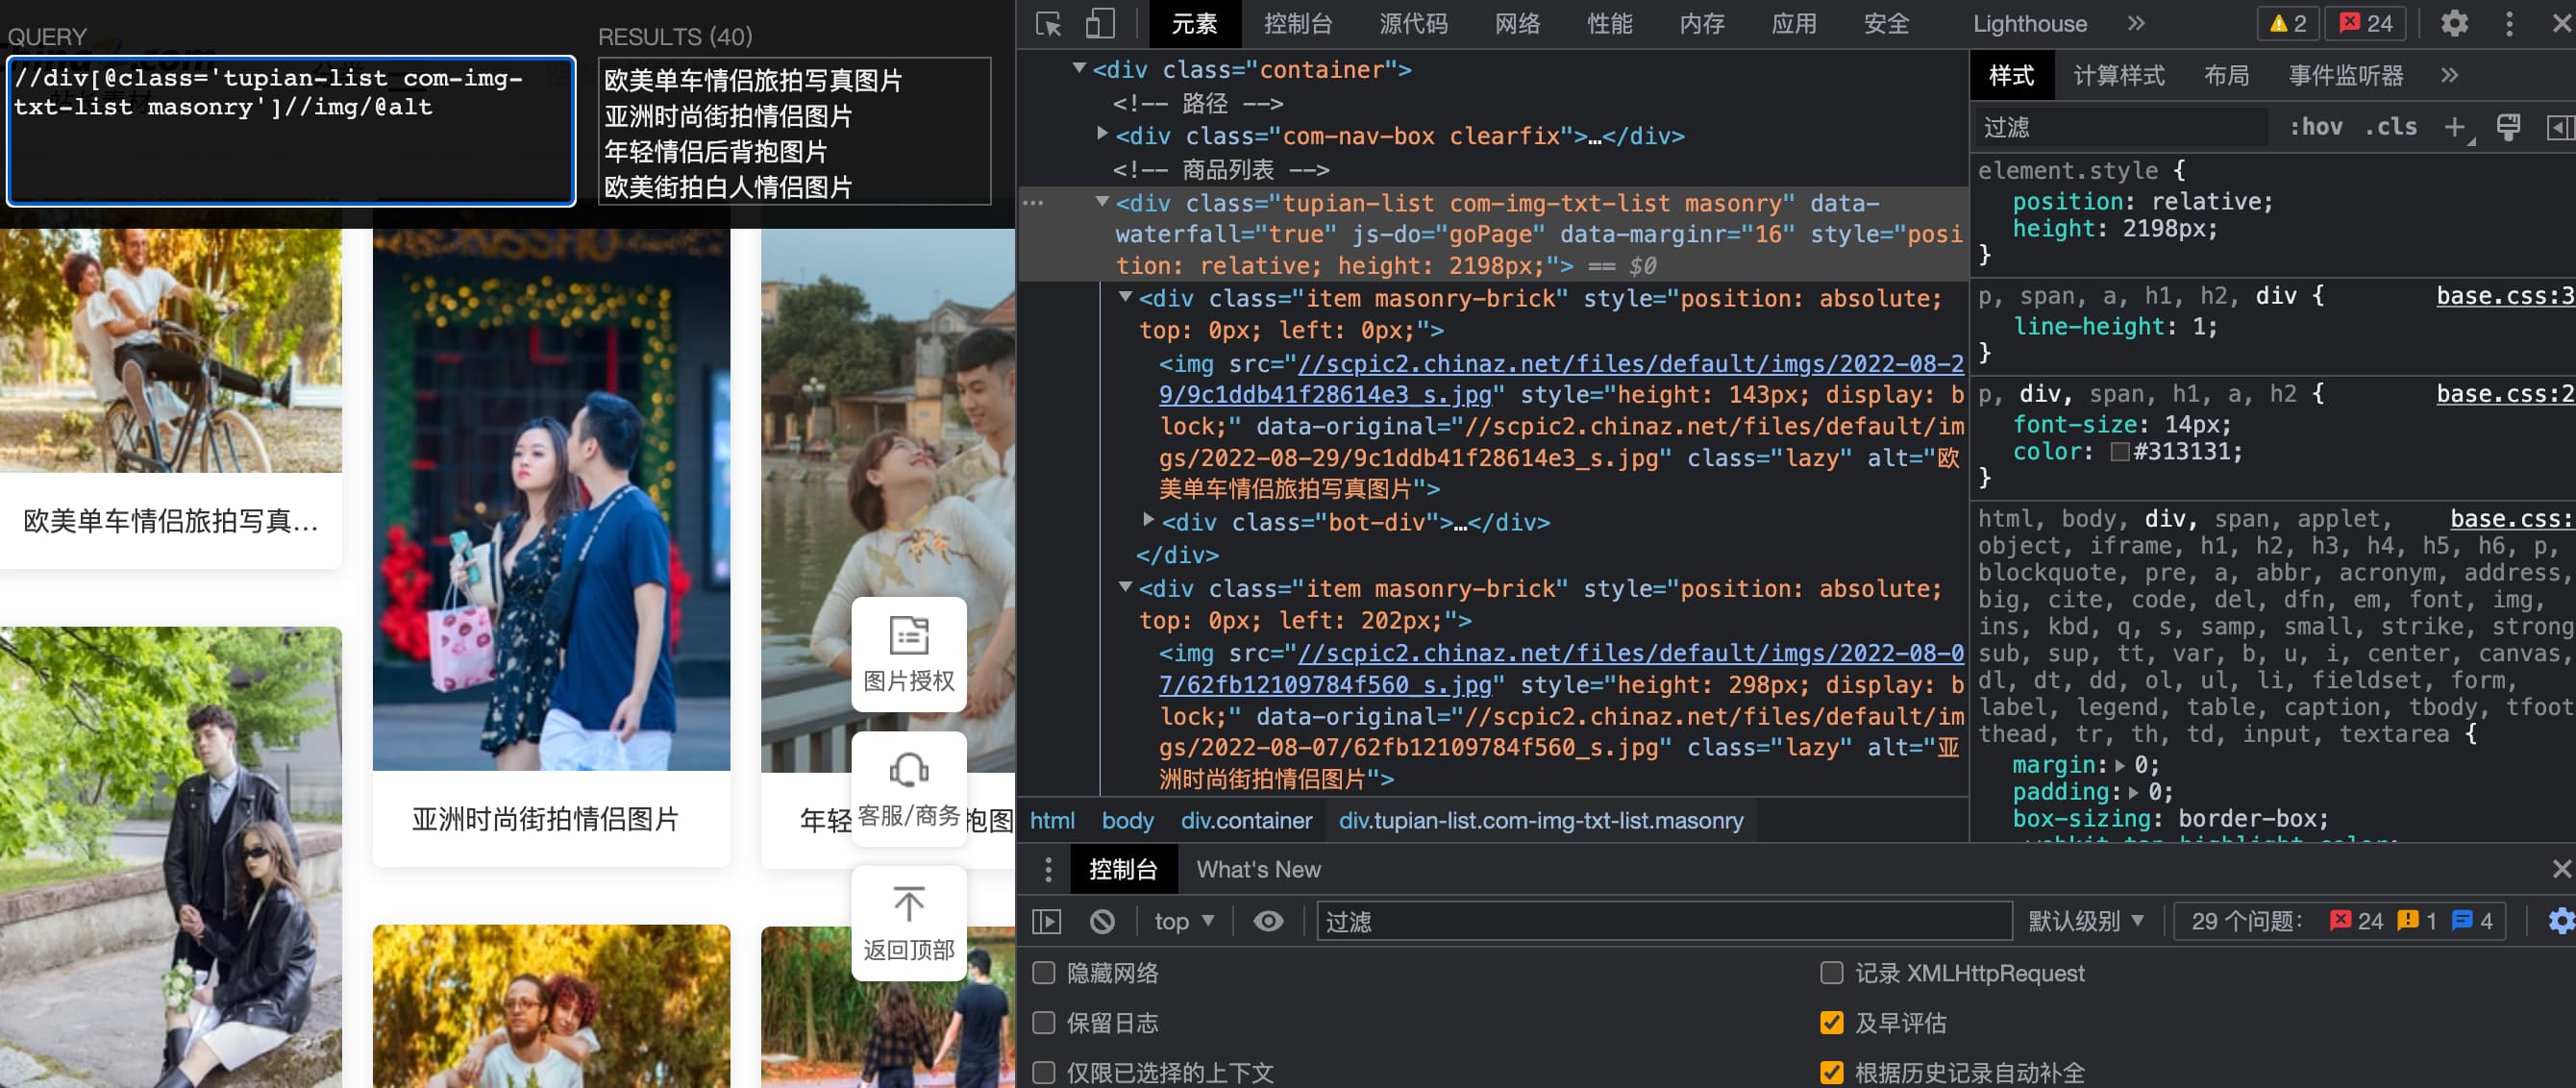 QUERY
//div[@class='tupian-list com-img-
txt-list masonry']//img/@alt
RESULTS (40)
欧美单车情侣旅拍写真图片
亚洲时尚街拍情侣图片
年轻情侣后背抱图片
欧美街拍白人情侣图片
欧美单车情侣旅拍写真...
亚洲时尚街拍情侣图片
年轻
抱图
图片授权
客服/商务
返回顶部
元素 控制台 源代码 网络 性能 内存 应用 安全 Lighthouse
2 24
<div class="container">
<!-- 路径 -->
<div class="com-nav-box clearfix">…</div>
<!-- 商品列表 -->
<div class="tupian-list com-img-txt-list masonry" data-
waterfall="true" js-do="goPage" data-marginr="16" style="posi
tion: relative; height: 2198px;"> == $0
<div class="item masonry-brick" style="position: absolute;
top: 0px; left: 0px;">
<img src="//scpic2.chinaz.net/files/default/imgs/2022-08-2
9/9c1ddb41f28614e3_s.jpg" style="height: 143px; display: b
lock;" data-original="//scpic2.chinaz.net/files/default/im
gs/2022-08-29/9c1ddb41f28614e3_s.jpg" class="lazy" alt="欧
美单车情侣旅拍写真图片">
<div class="bot-div">…</div>
</div>
<div class="item masonry-brick" style="position: absolute;
top: 0px; left: 202px;">
<img src="//scpic2.chinaz.net/files/default/imgs/2022-08-0
7/62fb12109784f560_s.jpg" style="height: 298px; display: b
lock;" data-original="//scpic2.chinaz.net/files/default/im
gs/2022-08-07/62fb12109784f560_s.jpg" class="lazy" alt="亚
洲时尚街拍情侣图片">
html body div.container div.tupian-list.com-img-txt-list.masonry
样式 计算样式 布局 事件监听器
过滤 :hov .cls
element.style {
position: relative;
height: 2198px;
}
p, span, a, h1, h2, div { base.css:3
line-height: 1;
}
p, div, span, h1, a, h2 { base.css:2
font-size: 14px;
color: #313131;
}
html, body, div, span, applet, base.css:
object, iframe, h1, h2, h3, h4, h5, h6, p,
blockquote, pre, a, abbr, acronym, address,
big, cite, code, del, dfn, em, font, img,
ins, kbd, q, s, samp, small, strike, strong
sub, sup, tt, var, b, u, i, center, canvas,
dl, dt, dd, ol, ul, li, fieldset, form,
label, legend, table, caption, tbody, tfoot
thead, tr, th, td, input, textarea {
margin: 0;
padding: 0;
box-sizing: border-box;
控制台 What's New
top 过滤 默认级别 29 个问题: 24 1 4
隐藏网络 记录 XMLHttpRequest
保留日志 及早评估
仅限已选择的上下文 根据历史记录自动补全